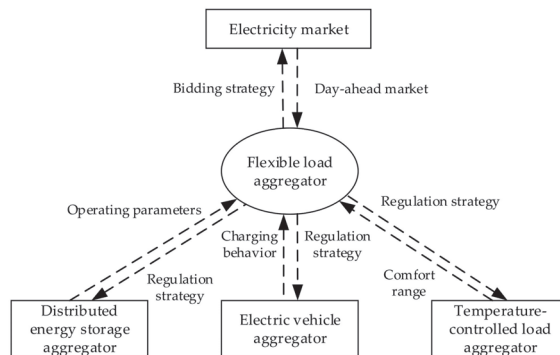 Electricity market
Bidding strategy
Day-ahead market
Flexible load
aggregator
Operating parameters
Regulation
strategy
Charging
behavior
Regulation
strategy
Regulation strategy
Comfort
range
Distributed
energy storage
aggregator
Electric vehicle
aggregator
Temperature-
controlled load
aggregator